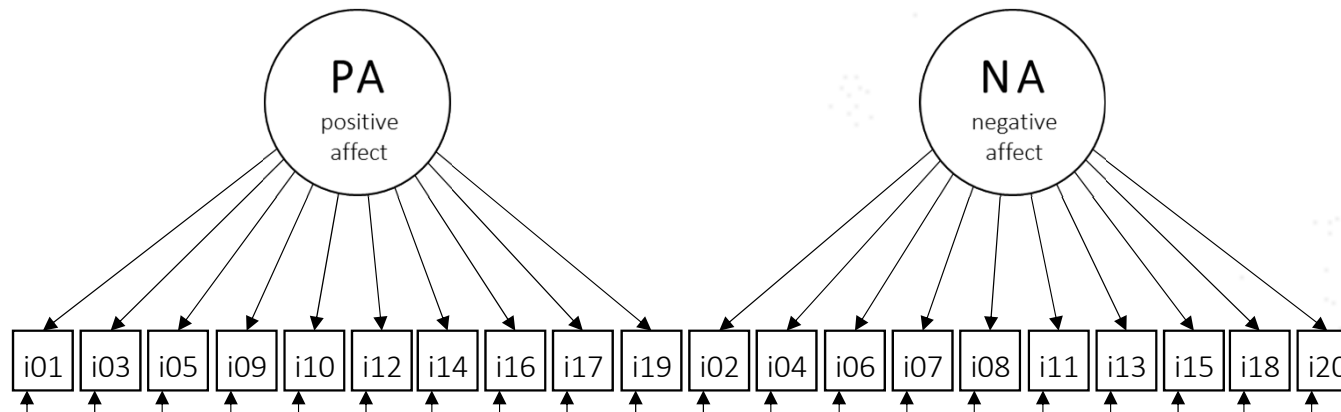 PA
positive
affect
NA
negative
affect
i01 i03 i05 i09 i10 i12 i14 i16 i17 i19 i02 i04 i06 i07 i08 i11 i13 i15 i18 i20